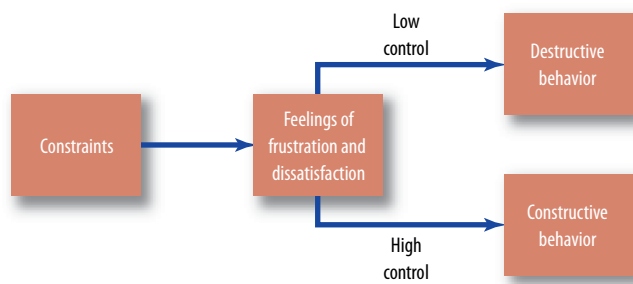 Low
control
Destructive
behavior
Constraints
Feelings of
frustration and
dissatisfaction
High
control
Constructive
behavior